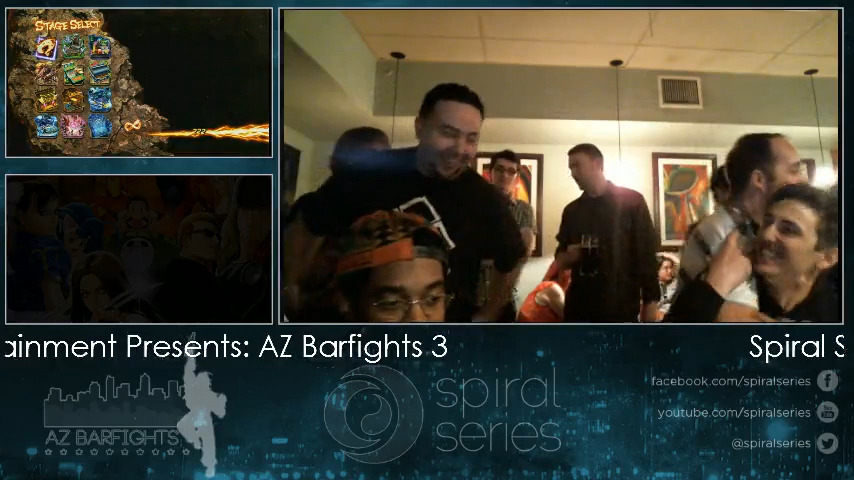 STAGE SELECT
???
ainment Presents: AZ Barfights 3
Spiral S
AZ BARFIGHTS
spiral
series
facebook.com/spiralseries
youtube.com/spiralseries
@spiralseries